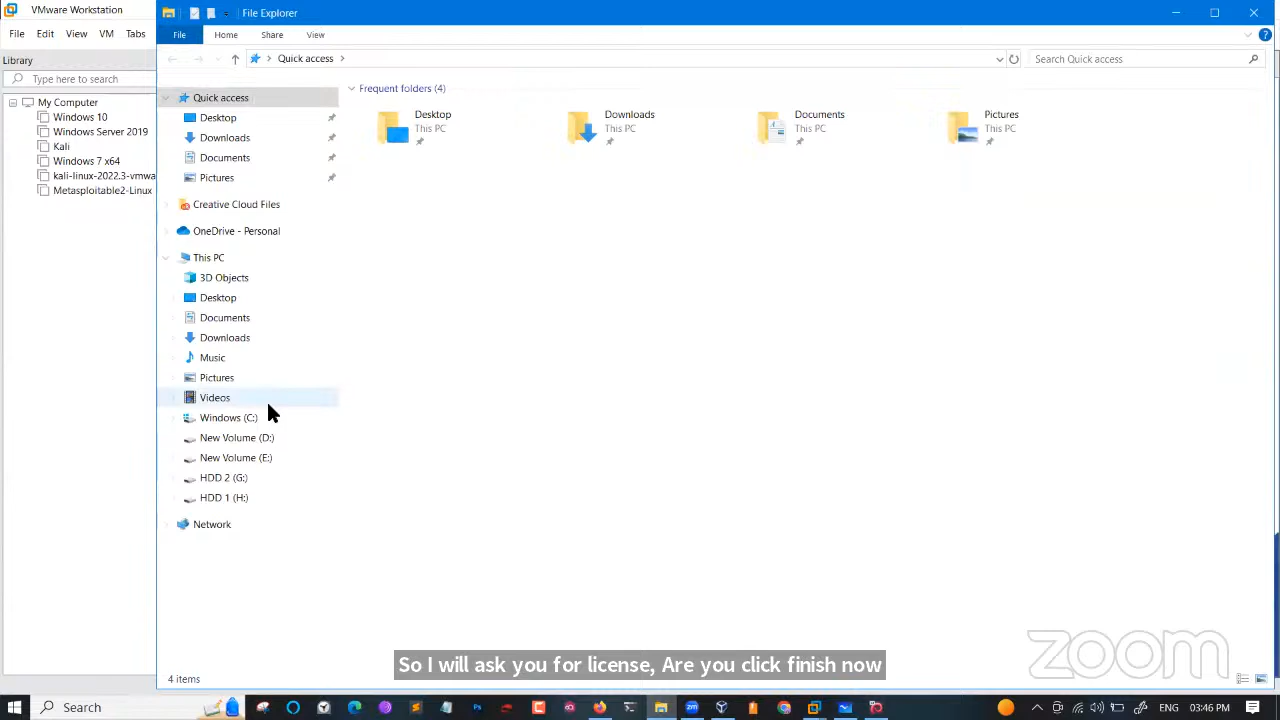 VMware Workstation
File Edit View VM Tabs
Library
Type here to search
My Computer
Windows 10
Windows Server 2019
Kali
Windows 7 x64
kali-linux-2022.3-vmwa
Metasploitable2-Linux
File Explorer
File Home Share View
Quick access
Search Quick access
Quick access
Desktop
Downloads
Documents
Pictures
Creative Cloud Files
OneDrive - Personal
This PC
3D Objects
Desktop
Documents
Downloads
Music
Pictures
Videos
Windows (C:)
New Volume (D:)
New Volume (E:)
HDD 2 (G:)
HDD 1 (H:)
Network
Frequent folders (4)
Desktop
This PC
Downloads
This PC
Documents
This PC
Pictures
This PC
4 items
So I will ask you for license, Are you click finish now
zoom
Search
ENG
03:46 PM